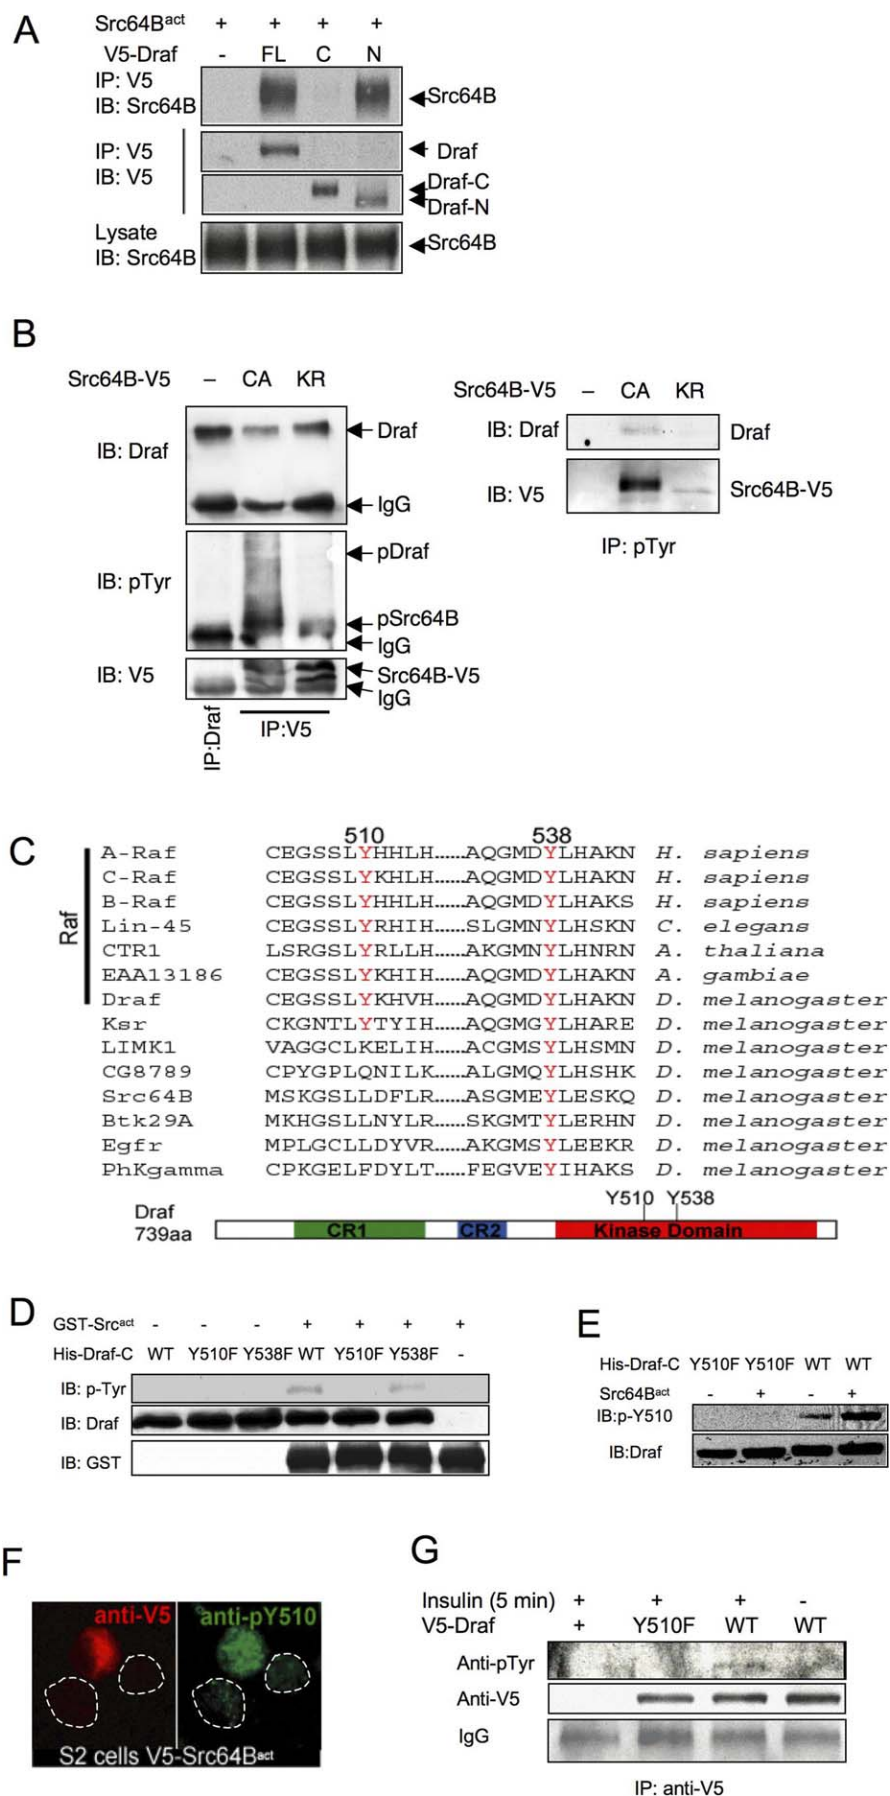 A
Src64Bact + + + +
V5-Draf - FL C N
IP: V5
IB: Src64B
Src64B
IP: V5
IB: V5
Draf
Draf-C
Draf-N
Lysate
IB: Src64B
Src64B
B
Src64B-V5 – CA KR
IB: Draf
Draf
IgG
IB: pTyr
pDraf
pSrc64B
IgG
IB: V5
Src64B-V5
IgG
IP:Draf
IP:V5
Src64B-V5 – CA KR
IB: Draf
Draf
IB: V5
Src64B-V5
IP: pTyr
C
510 538
Raf
A-Raf CEGSSLYHHLH......AQGMDYLHAKN H. sapiens
C-Raf CEGSSLYKHLH......AQGMDYLHAKN H. sapiens
B-Raf CEGSSLYHHLH......AQGMDYLHAKS H. sapiens
Lin-45 CEGSSLYRHIH......SLGMNYLHSKN C. elegans
CTR1 LSRGSLYRLLH......AKGMNYLHNRN A. thaliana
EAA13186 CEGSSLYKHIH......AQGMDYLHAKN A. gambiae
Draf CEGSSLYKHVH......AQGMDYLHAKN D. melanogaster
Ksr CKGNTLYTYIH......AQGMGYLHARE D. melanogaster
LIMK1 VAGGCLKELIH......ACGMSYLHSMN D. melanogaster
CG8789 CPYGPLQNILK......ALGMQYLHSHK D. melanogaster
Src64B MSKGSLLDFLR......ASGMEYLESKQ D. melanogaster
Btk29A MKHGSLLNYLR......SKGMTYLERHN D. melanogaster
Egfr MPLGCLLDYVR......AKGMSYLEEKR D. melanogaster
PhKgamma CPKGELFDYLT......FEGVEYIHAKS D. melanogaster
Y510 Y538
Draf
739aa
CR1 CR2 Kinase Domain
D
GST-Srcact - - - + + + +
His-Draf-C WT Y510F Y538F WT Y510F Y538F -
IB: p-Tyr
IB: Draf
IB: GST
E
His-Draf-C Y510F Y510F WT WT
Src64Bact - + - +
IB:p-Y510
IB:Draf
F
anti-V5 anti-pY510
S2 cells V5-Src64Bact
G
Insulin (5 min) + + + -
V5-Draf + Y510F WT WT
Anti-pTyr
Anti-V5
IgG
IP: anti-V5